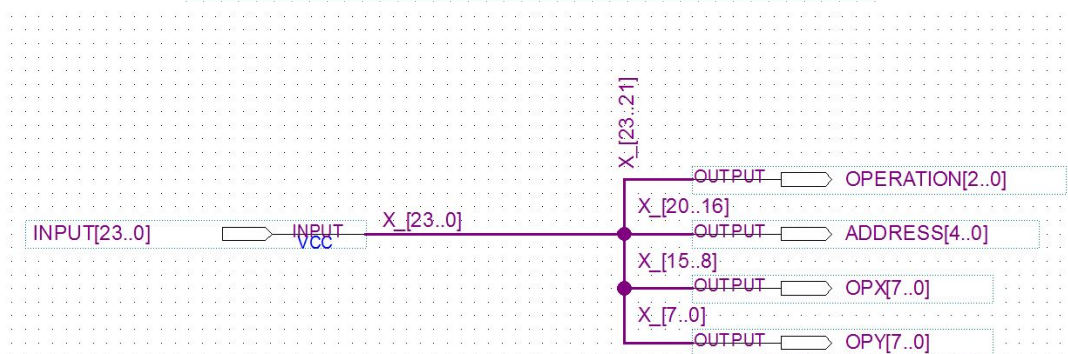 X_[23..21]
OUTPUT OPERATION[2..0]
X_[20..16]
INPUT[23..0] INPUT VCC X_[23..0] OUTPUT ADDRESS[4..0]
X_[15..8]
OUTPUT OPX[7..0]
X_[7..0]
OUTPUT OPY[7..0]